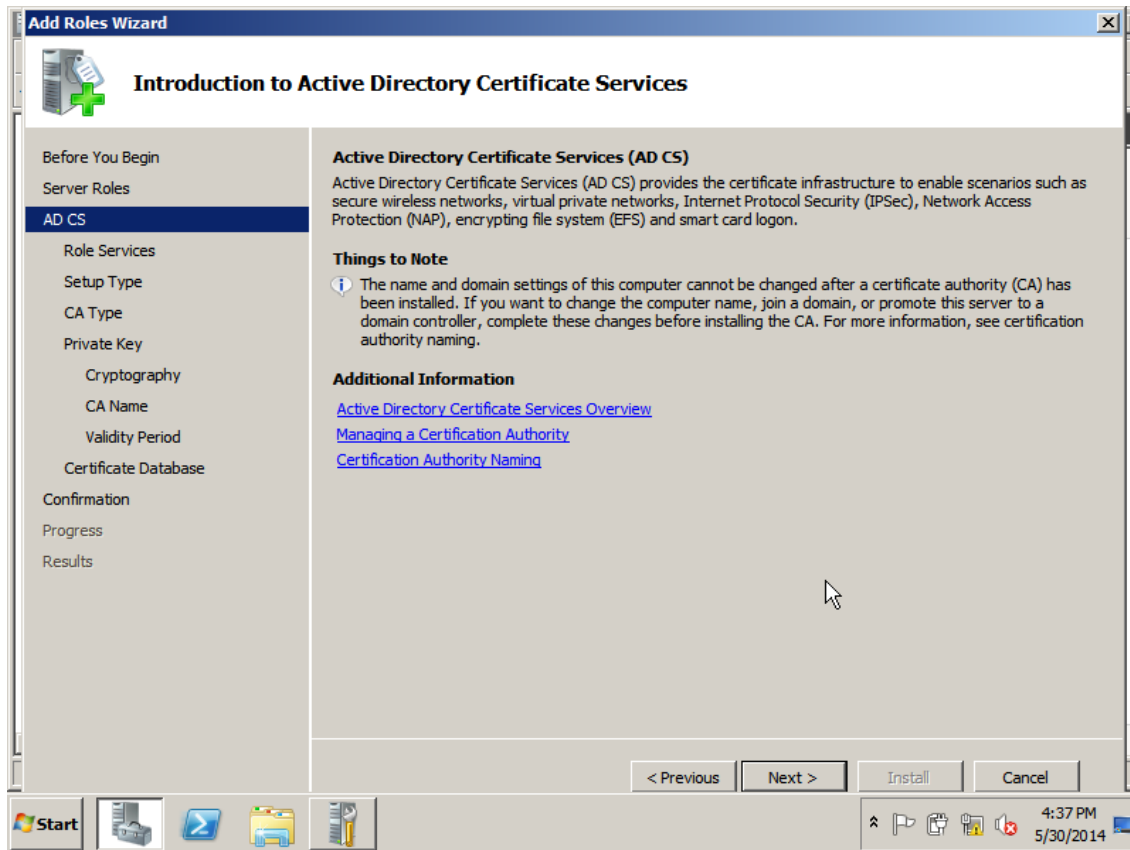 Add Roles Wizard
Introduction to Active Directory Certificate Services
Before You Begin
Server Roles
AD CS
Role Services
Setup Type
CA Type
Private Key
Cryptography
CA Name
Validity Period
Certificate Database
Confirmation
Progress
Results
Active Directory Certificate Services (AD CS)
Active Directory Certificate Services (AD CS) provides the certificate infrastructure to enable scenarios such as
secure wireless networks, virtual private networks, Internet Protocol Security (IPSec), Network Access
Protection (NAP), encrypting file system (EFS) and smart card logon.
Things to Note
The name and domain settings of this computer cannot be changed after a certificate authority (CA) has
been installed. If you want to change the computer name, join a domain, or promote this server to a
domain controller, complete these changes before installing the CA. For more information, see certification
authority naming.
Additional Information
Active Directory Certificate Services Overview
Managing a Certification Authority
Certification Authority Naming
< Previous
Next >
Install
Cancel
Start
4:37 PM
5/30/2014